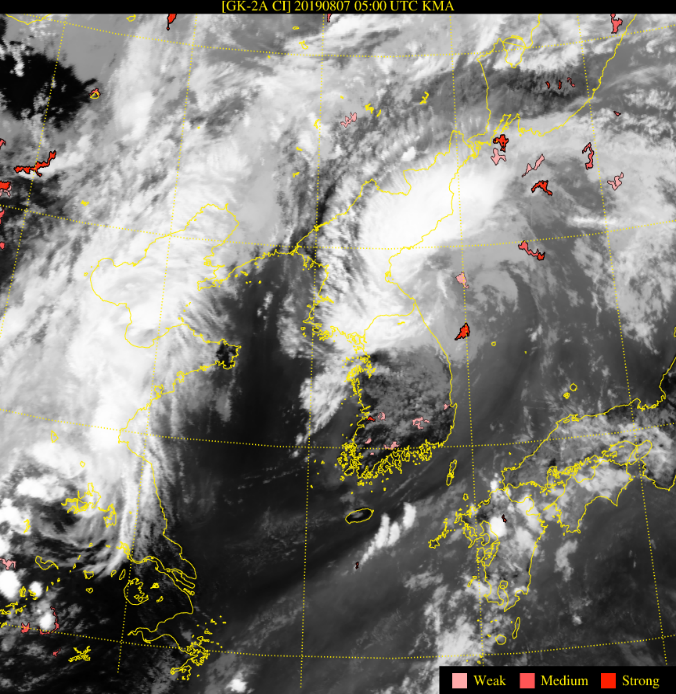 [GK-2A CI] 20190807 05:00 UTC KMA
Weak Medium Strong